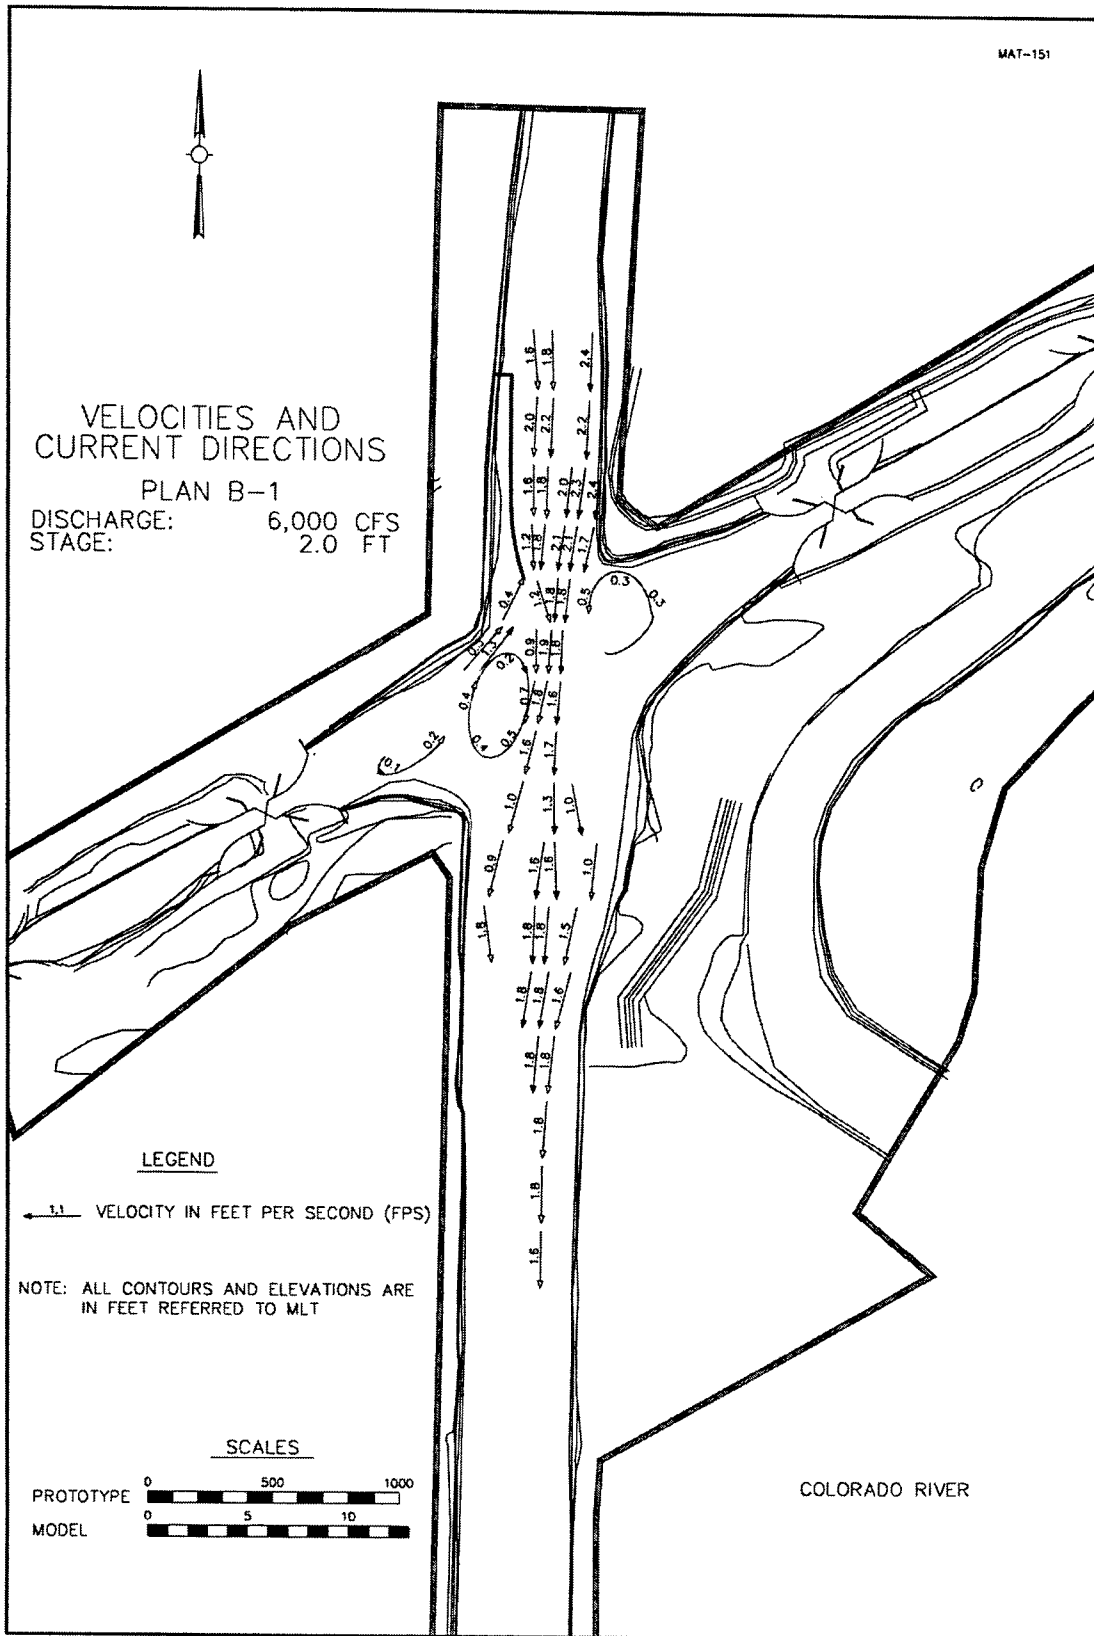 MAT-151
VELOCITIES AND
CURRENT DIRECTIONS
PLAN B-1
DISCHARGE: 6,000 CFS
STAGE: 2.0 FT
1.6 1.8 2.4
2.0 2.2 2.2
1.6 1.8 2.0 2.3 2.4
1.2 1.8 2.1 2.1 1.7
0.4 1.2 1.8 1.8 0.5 0.3 0.3
0.3 1.3 0.2 0.9 1.9 1.8
0.4 0.7 1.8 1.6
0.2 0.4 0.5 1.6 1.7
0.1
1.0 1.3 1.0
0.9 1.6 1.6 1.0
1.8 1.8 1.8 1.5
1.8 1.8 1.6
1.8 1.8
1.8
1.8
1.6
LEGEND
1.1 VELOCITY IN FEET PER SECOND (FPS)
NOTE: ALL CONTOURS AND ELEVATIONS ARE
IN FEET REFERRED TO MLT
SCALES
0 500 1000
PROTOTYPE
0 5 10
MODEL
COLORADO RIVER